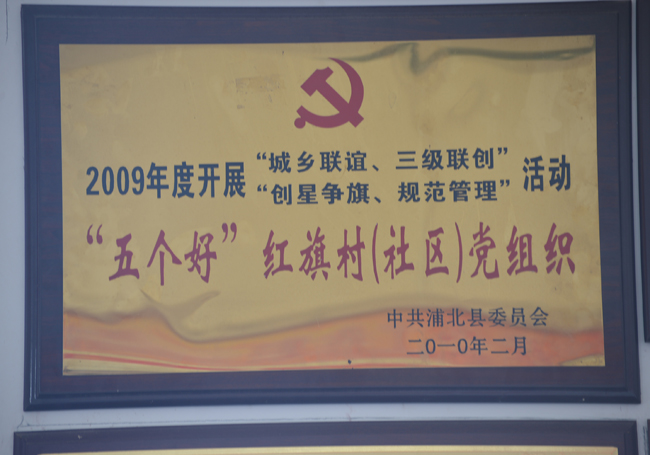 2009年度开展“城乡联谊、三级联创”
“创星争旗、规范管理”活动
“五个好”红旗村(社区)党组织
中共浦北县委员会
二0一0年二月